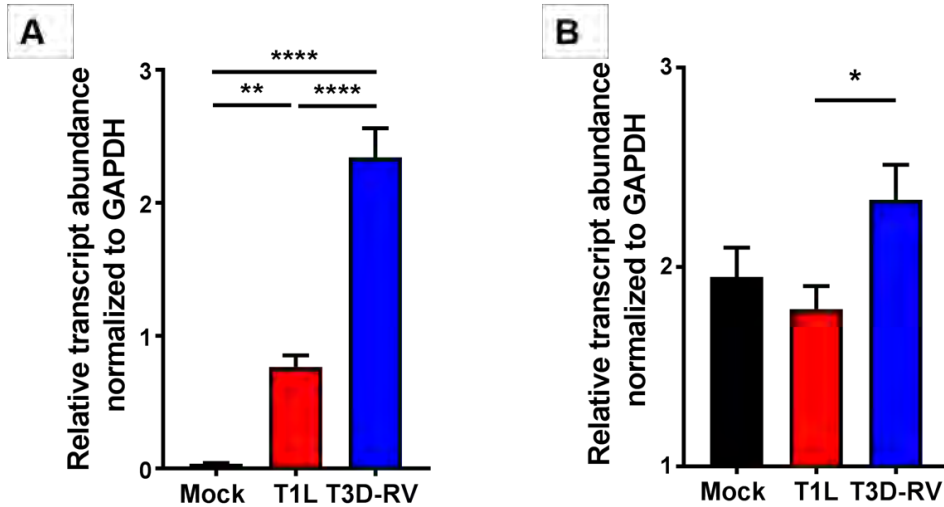 A
Relative transcript abundance
normalized to GAPDH
3
2
1
0
****
** ****
Mock T1L T3D-RV
B
Relative transcript abundance
normalized to GAPDH
3
2
1
*
Mock T1L T3D-RV